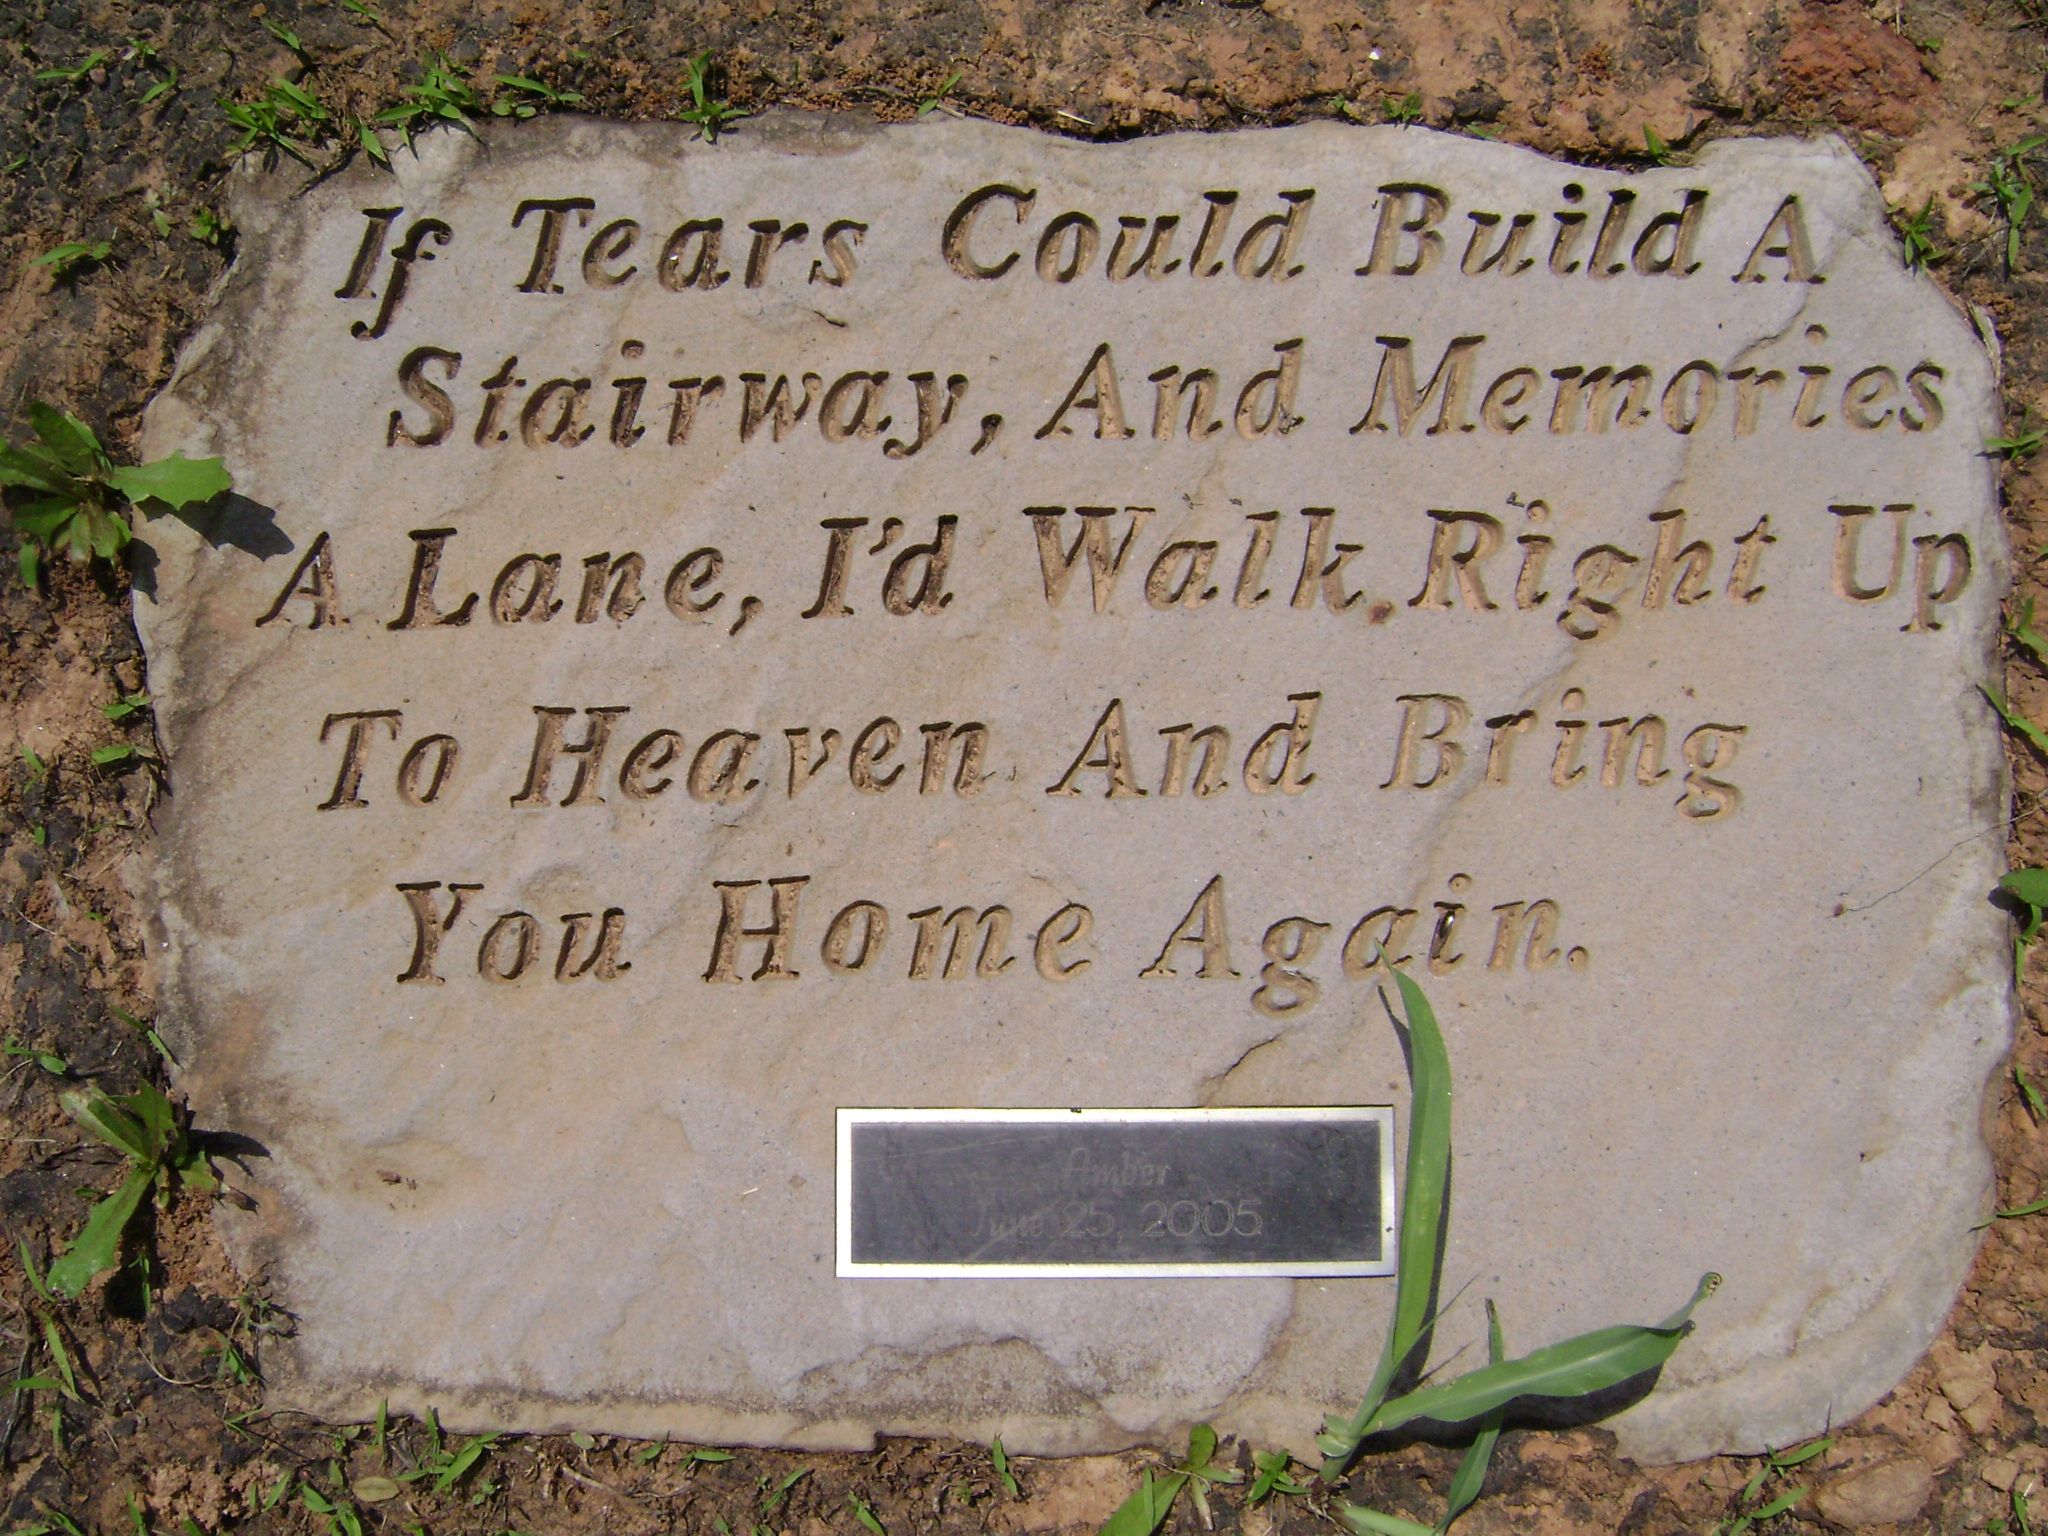 If Tears Could Build A
Stairway, And Memories
A Lane, I'd Walk Right Up
To Heaven And Bring
You Home Again.
Amber
June 25, 2005